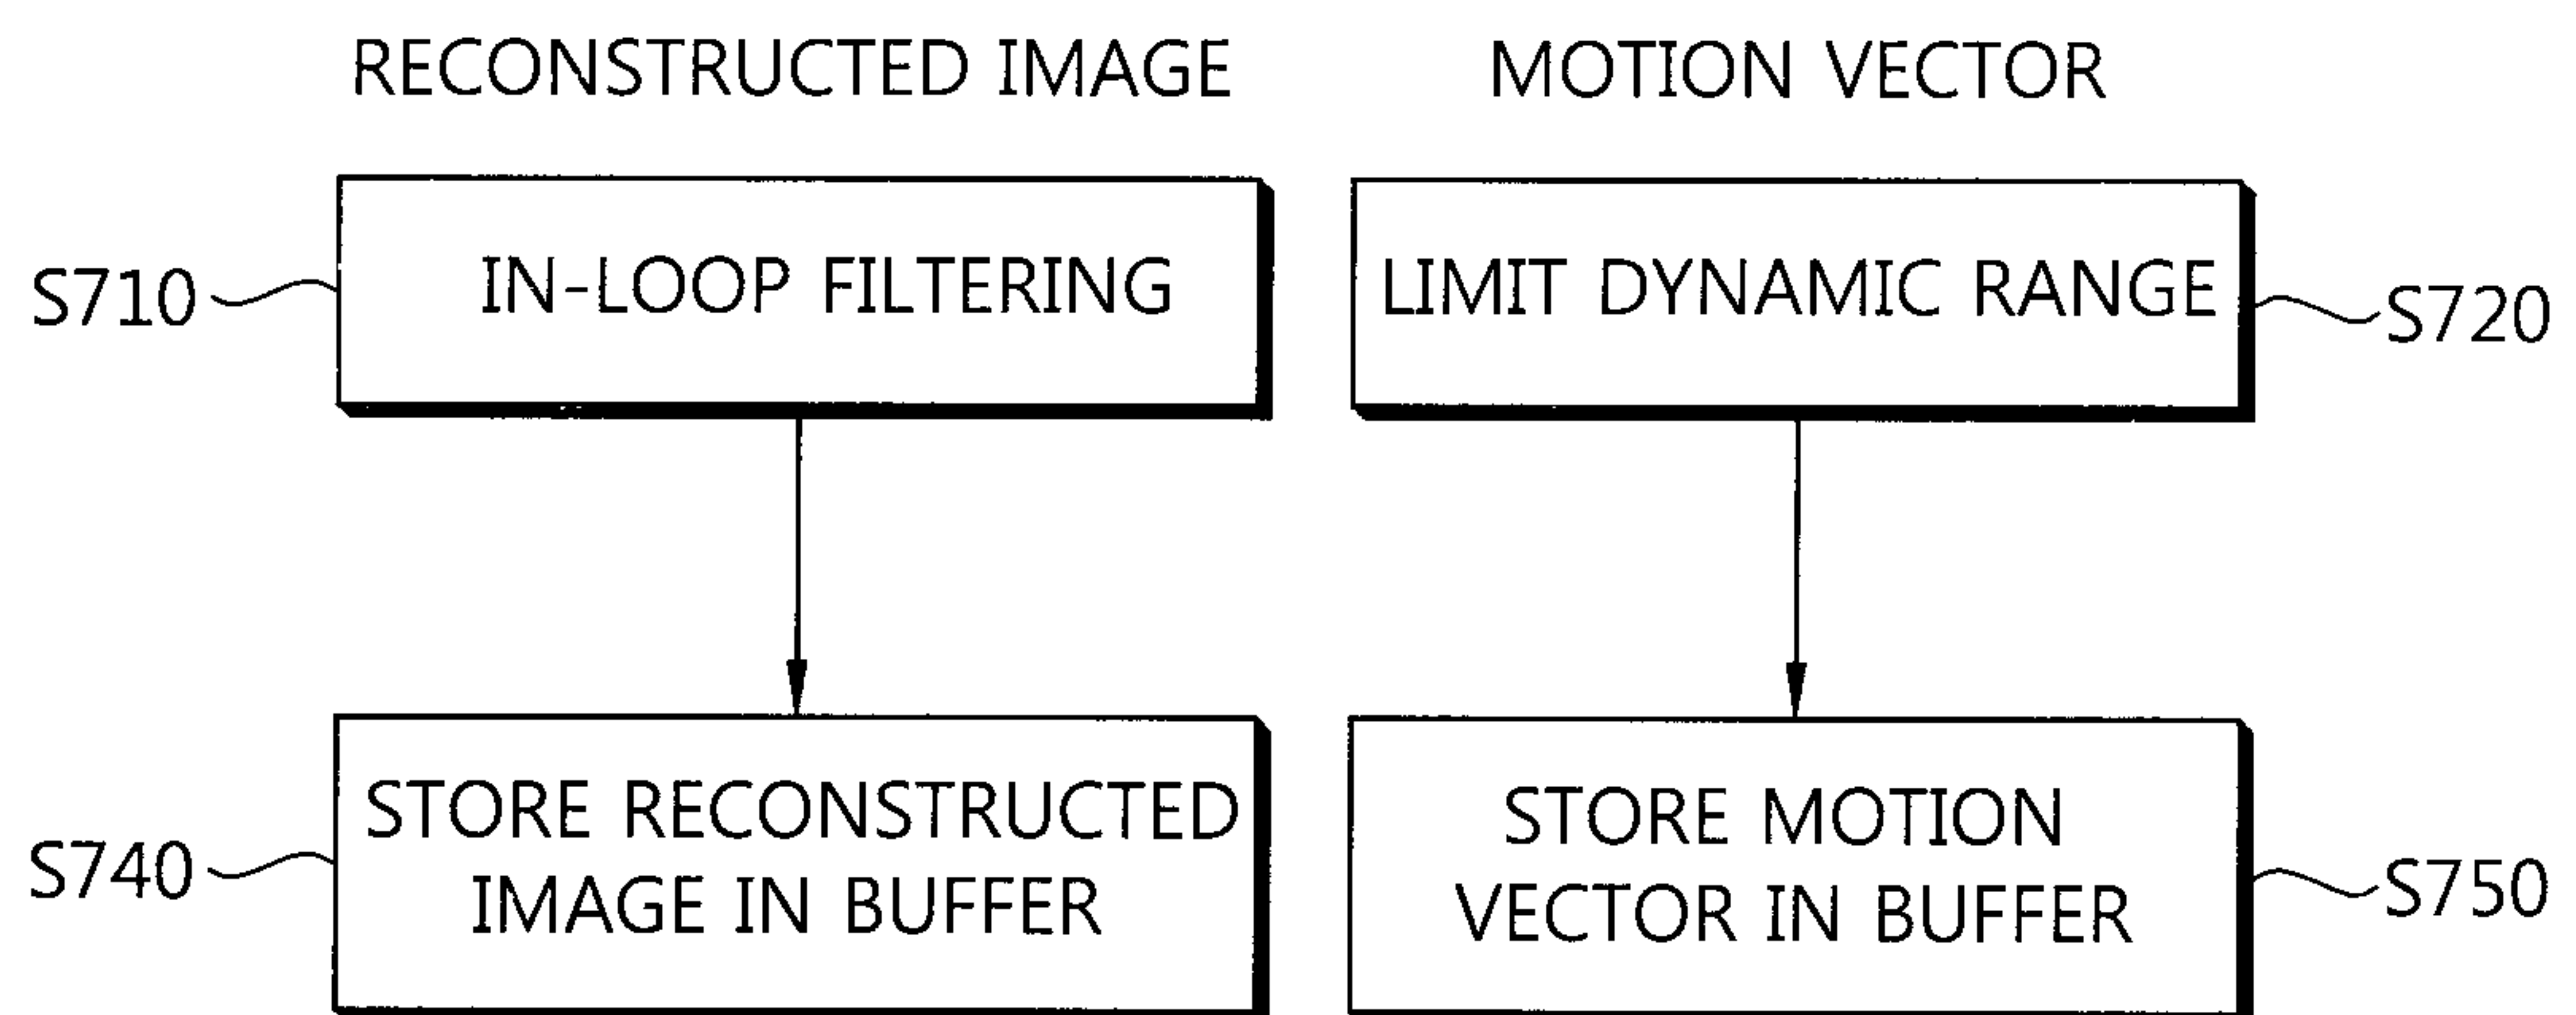 RECONSTRUCTED IMAGE
MOTION VECTOR
S710
IN-LOOP FILTERING
LIMIT DYNAMIC RANGE
S720
S740
STORE RECONSTRUCTED
IMAGE IN BUFFER
STORE MOTION
VECTOR IN BUFFER
S750